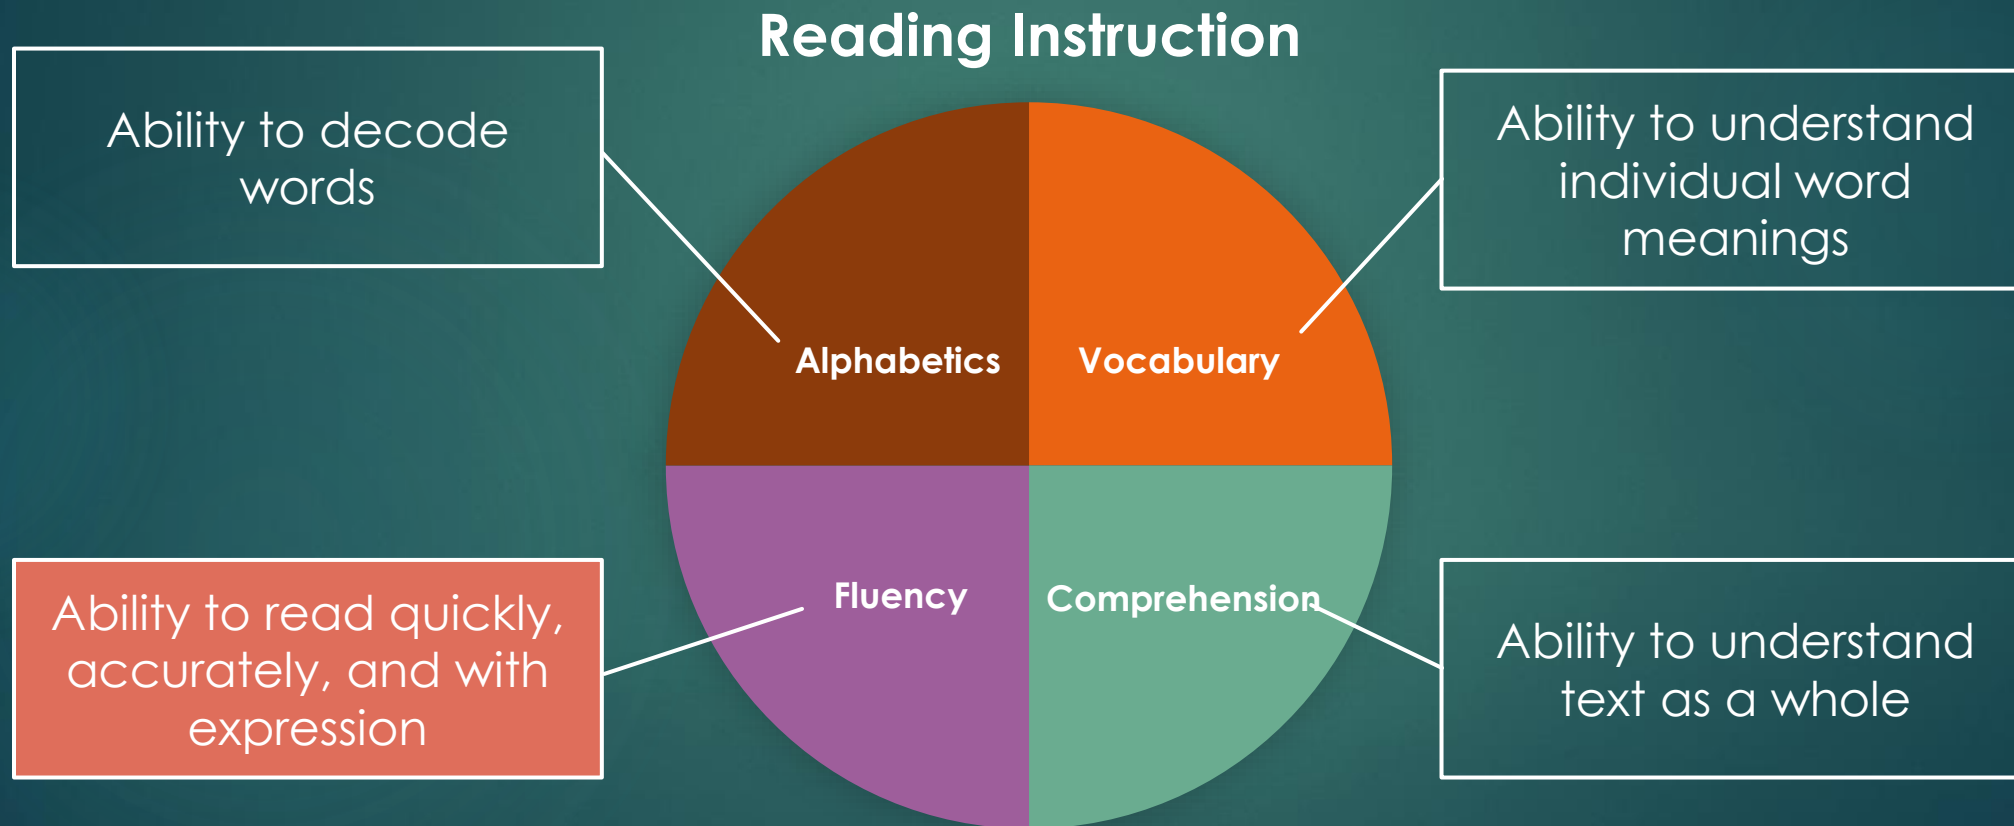 Reading Instruction
Ability to decode
words
Ability to understand
individual word
meanings
Alphabetics
Vocabulary
Fluency
Comprehension
Ability to read quickly,
accurately, and with
expression
Ability to understand
text as a whole